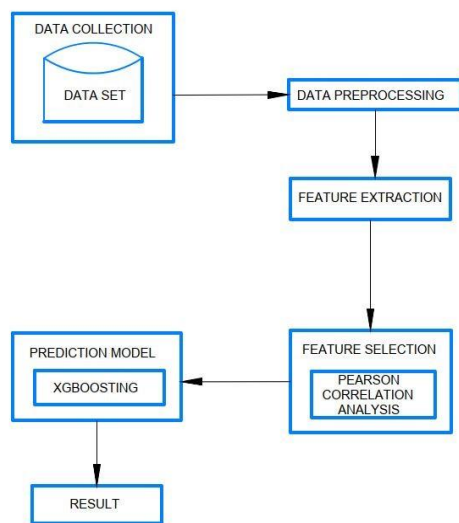 DATA COLLECTION
DATA SET
DATA PREPROCESSING
FEATURE EXTRACTION
FEATURE SELECTION
PEARSON
CORRELATION
ANALYSIS
PREDICTION MODEL
XGBOOSTING
RESULT